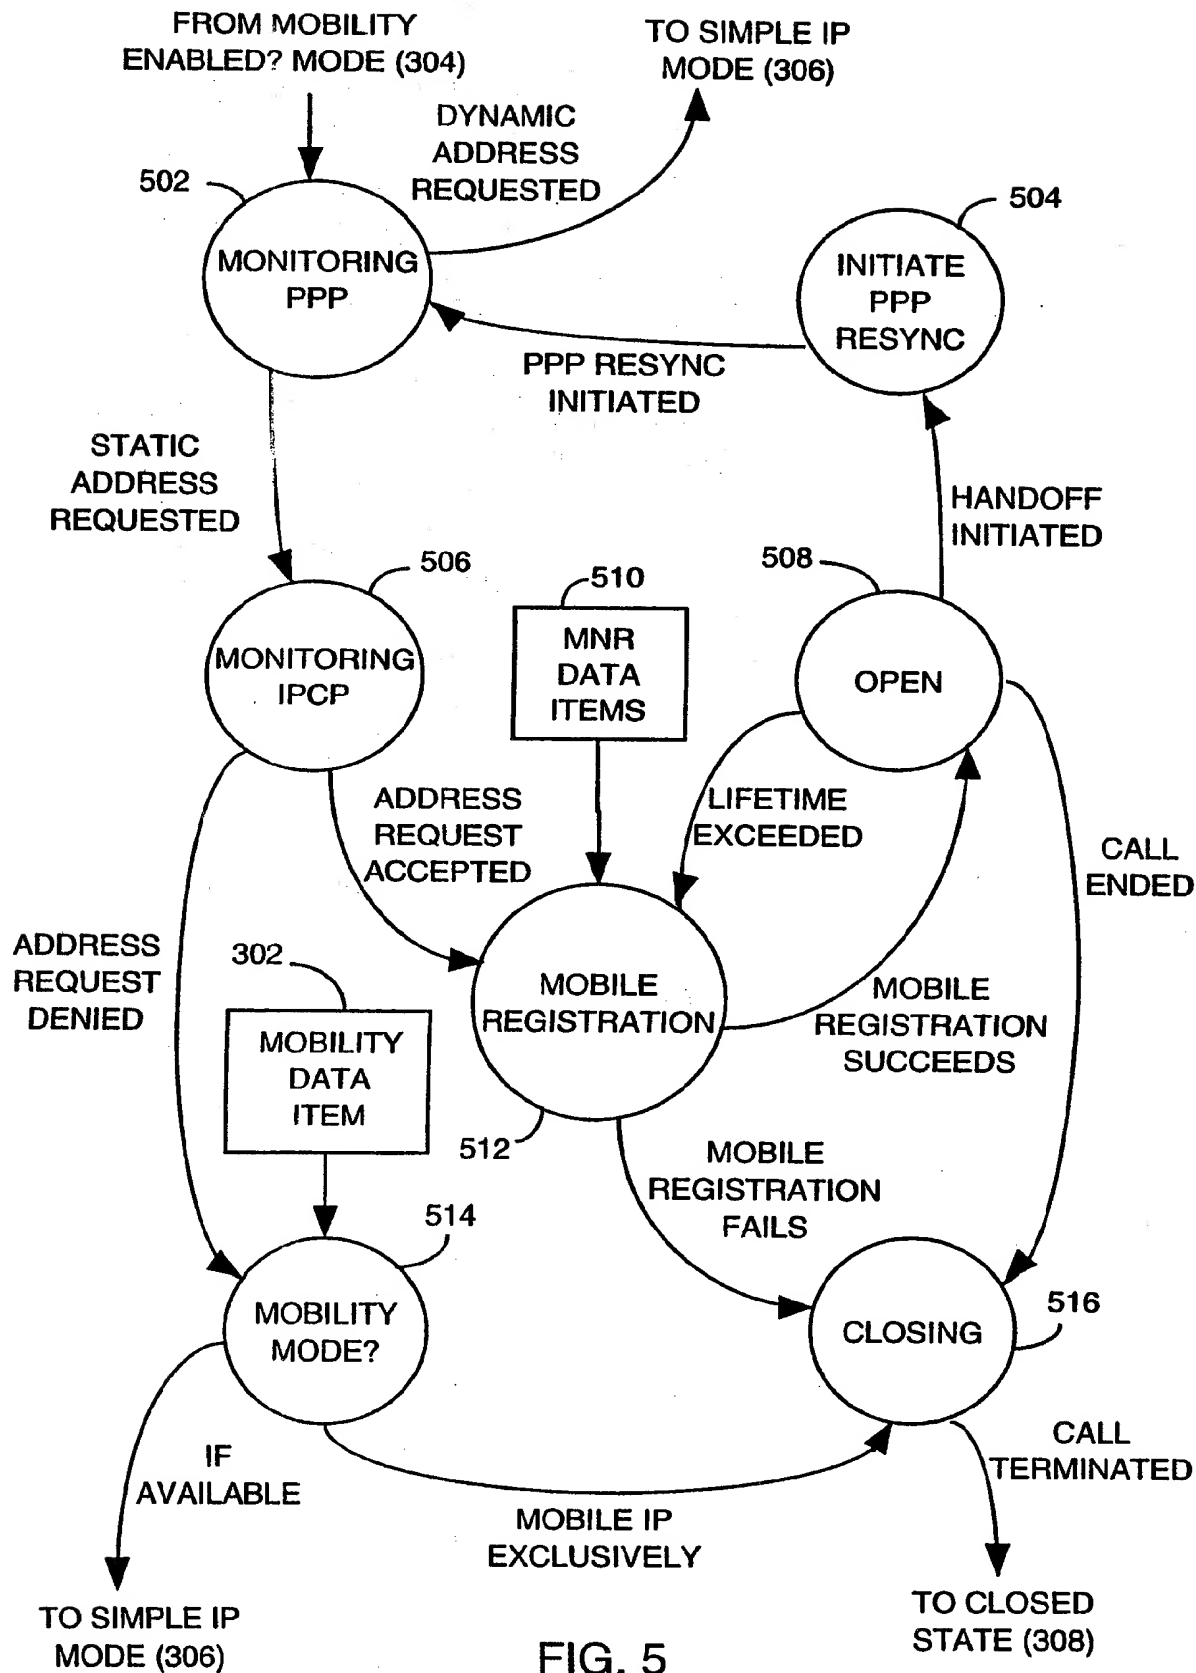 FROM MOBILITY
ENABLED? MODE (304)
TO SIMPLE IP
MODE (306)
DYNAMIC
ADDRESS
REQUESTED
502
504
MONITORING
PPP
INITIATE
PPP
RESYNC
PPP RESYNC
INITIATED
STATIC
ADDRESS
REQUESTED
HANDOFF
INITIATED
506
510
508
MONITORING
IPCP
MNR
DATA
ITEMS
OPEN
ADDRESS
REQUEST
ACCEPTED
LIFETIME
EXCEEDED
CALL
ENDED
ADDRESS
REQUEST
DENIED
302
MOBILITY
DATA
ITEM
MOBILE
REGISTRATION
MOBILE
REGISTRATION
SUCCEEDS
512
MOBILE
REGISTRATION
FAILS
514
516
MOBILITY
MODE?
CLOSING
IF
AVAILABLE
MOBILE IP
EXCLUSIVELY
CALL
TERMINATED
TO SIMPLE IP
MODE (306)
TO CLOSED
STATE (308)
FIG. 5